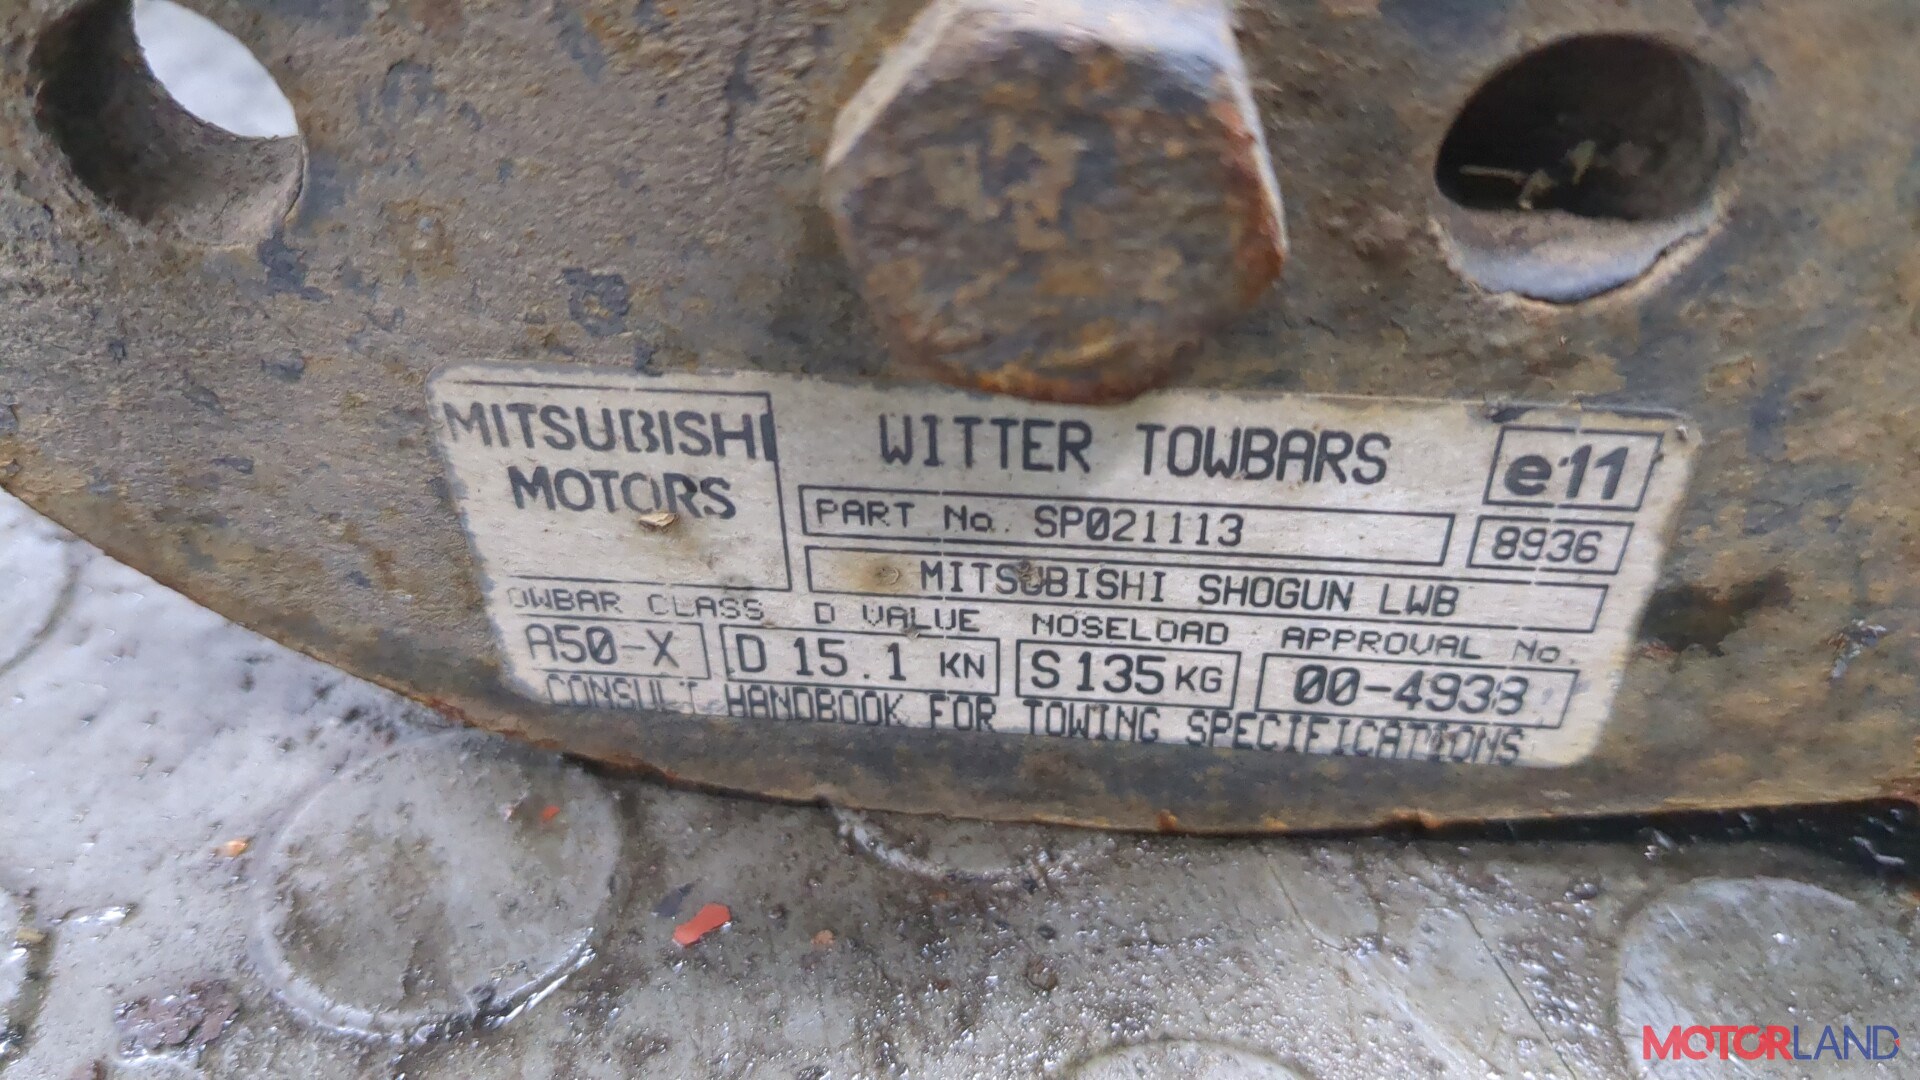 MITSUBISHI
MOTORS
WITTER TOWBARS
e11
PART No. SP021113
8936
MITSUBISHI SHOGUN LWB
OWBAR CLASS D VALUE NOSELOAD APPROVAL No.
A50-X D 15.1 KN S 135 KG 00-4938
CONSULT HANDBOOK FOR TOWING SPECIFICATIONS
MOTORLAND